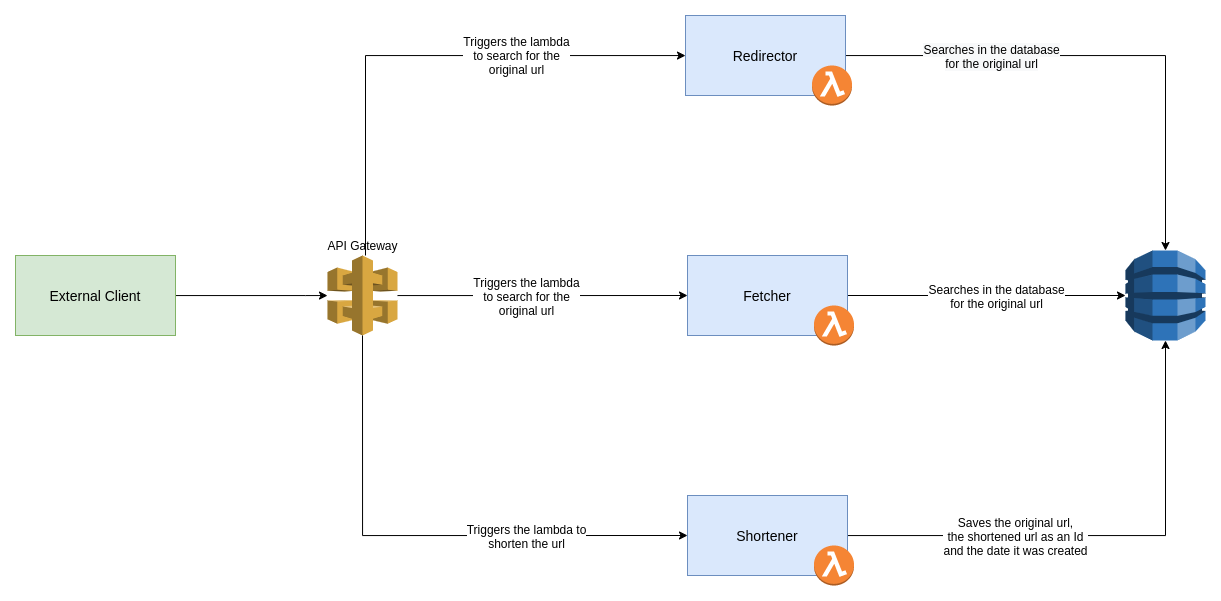 Triggers the lambda
to search for the
original url
Redirector
Searches in the database
for the original url
External Client
API Gateway
Triggers the lambda
to search for the
original url
Fetcher
Searches in the database
for the original url
Triggers the lambda to
shorten the url
Shortener
Saves the original url,
the shortened url as an Id
and the date it was created